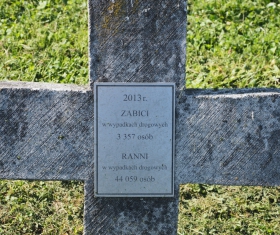 2013 r.
ZABICI
w wypadkach drogowych
3 357 osób
RANNI
w wypadkach drogowych
44 059 osób